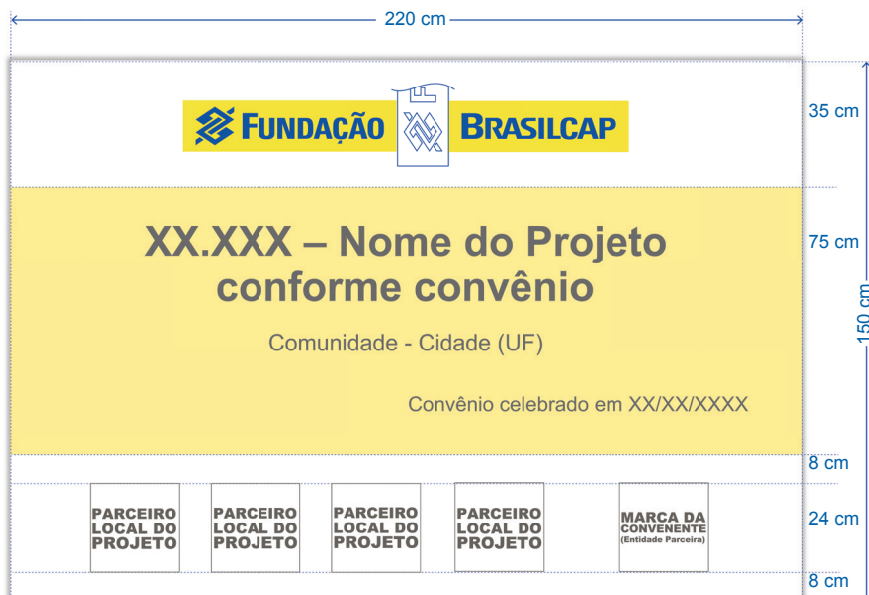 220 cm
FUNDAÇÃO
F
BRASILCAP
35 cm
XX.XXX – Nome do Projeto
conforme convênio
75 cm
150 cm
Comunidade - Cidade (UF)
Convênio celebrado em XX/XX/XXXX
8 cm
PARCEIRO
LOCAL DO
PROJETO
PARCEIRO
LOCAL DO
PROJETO
PARCEIRO
LOCAL DO
PROJETO
PARCEIRO
LOCAL DO
PROJETO
MARCA DA
CONVENENTE
(Entidade Parceira)
24 cm
8 cm